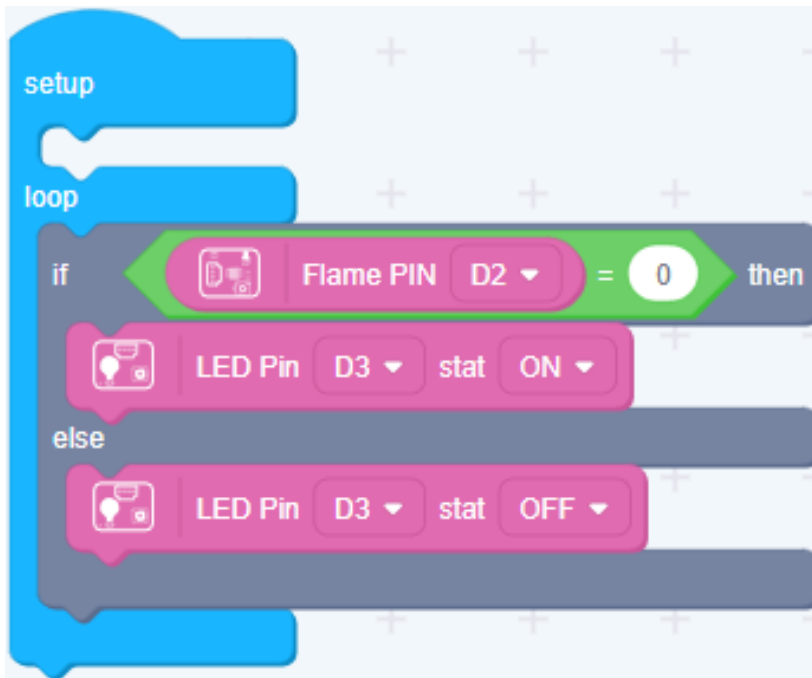 setup
loop
if Flame PIN D2 = 0 then
LED Pin D3 stat ON
else
LED Pin D3 stat OFF